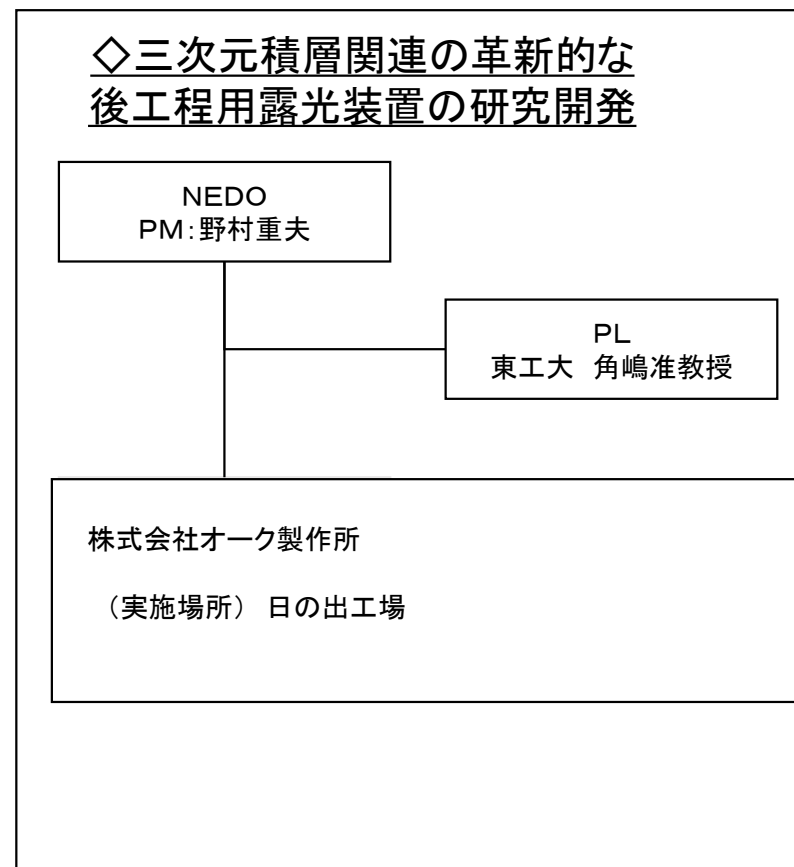 ◇三次元積層関連の革新的な
後工程用露光装置の研究開発
NEDO
PM:野村重夫
PL
東工大 角嶋准教授
株式会社オーク製作所
(実施場所) 日の出工場